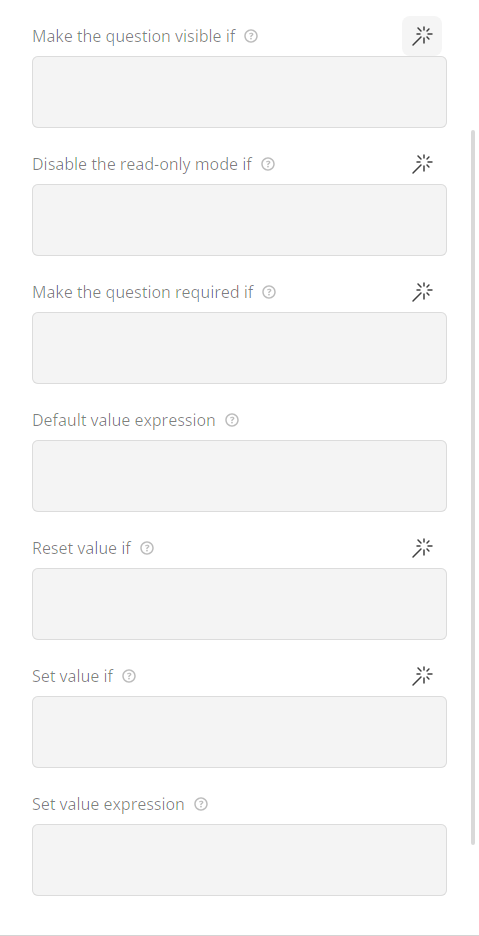 Make the question visible if ?
Disable the read-only mode if ?
Make the question required if ?
Default value expression ?
Reset value if ?
Set value if ?
Set value expression ?